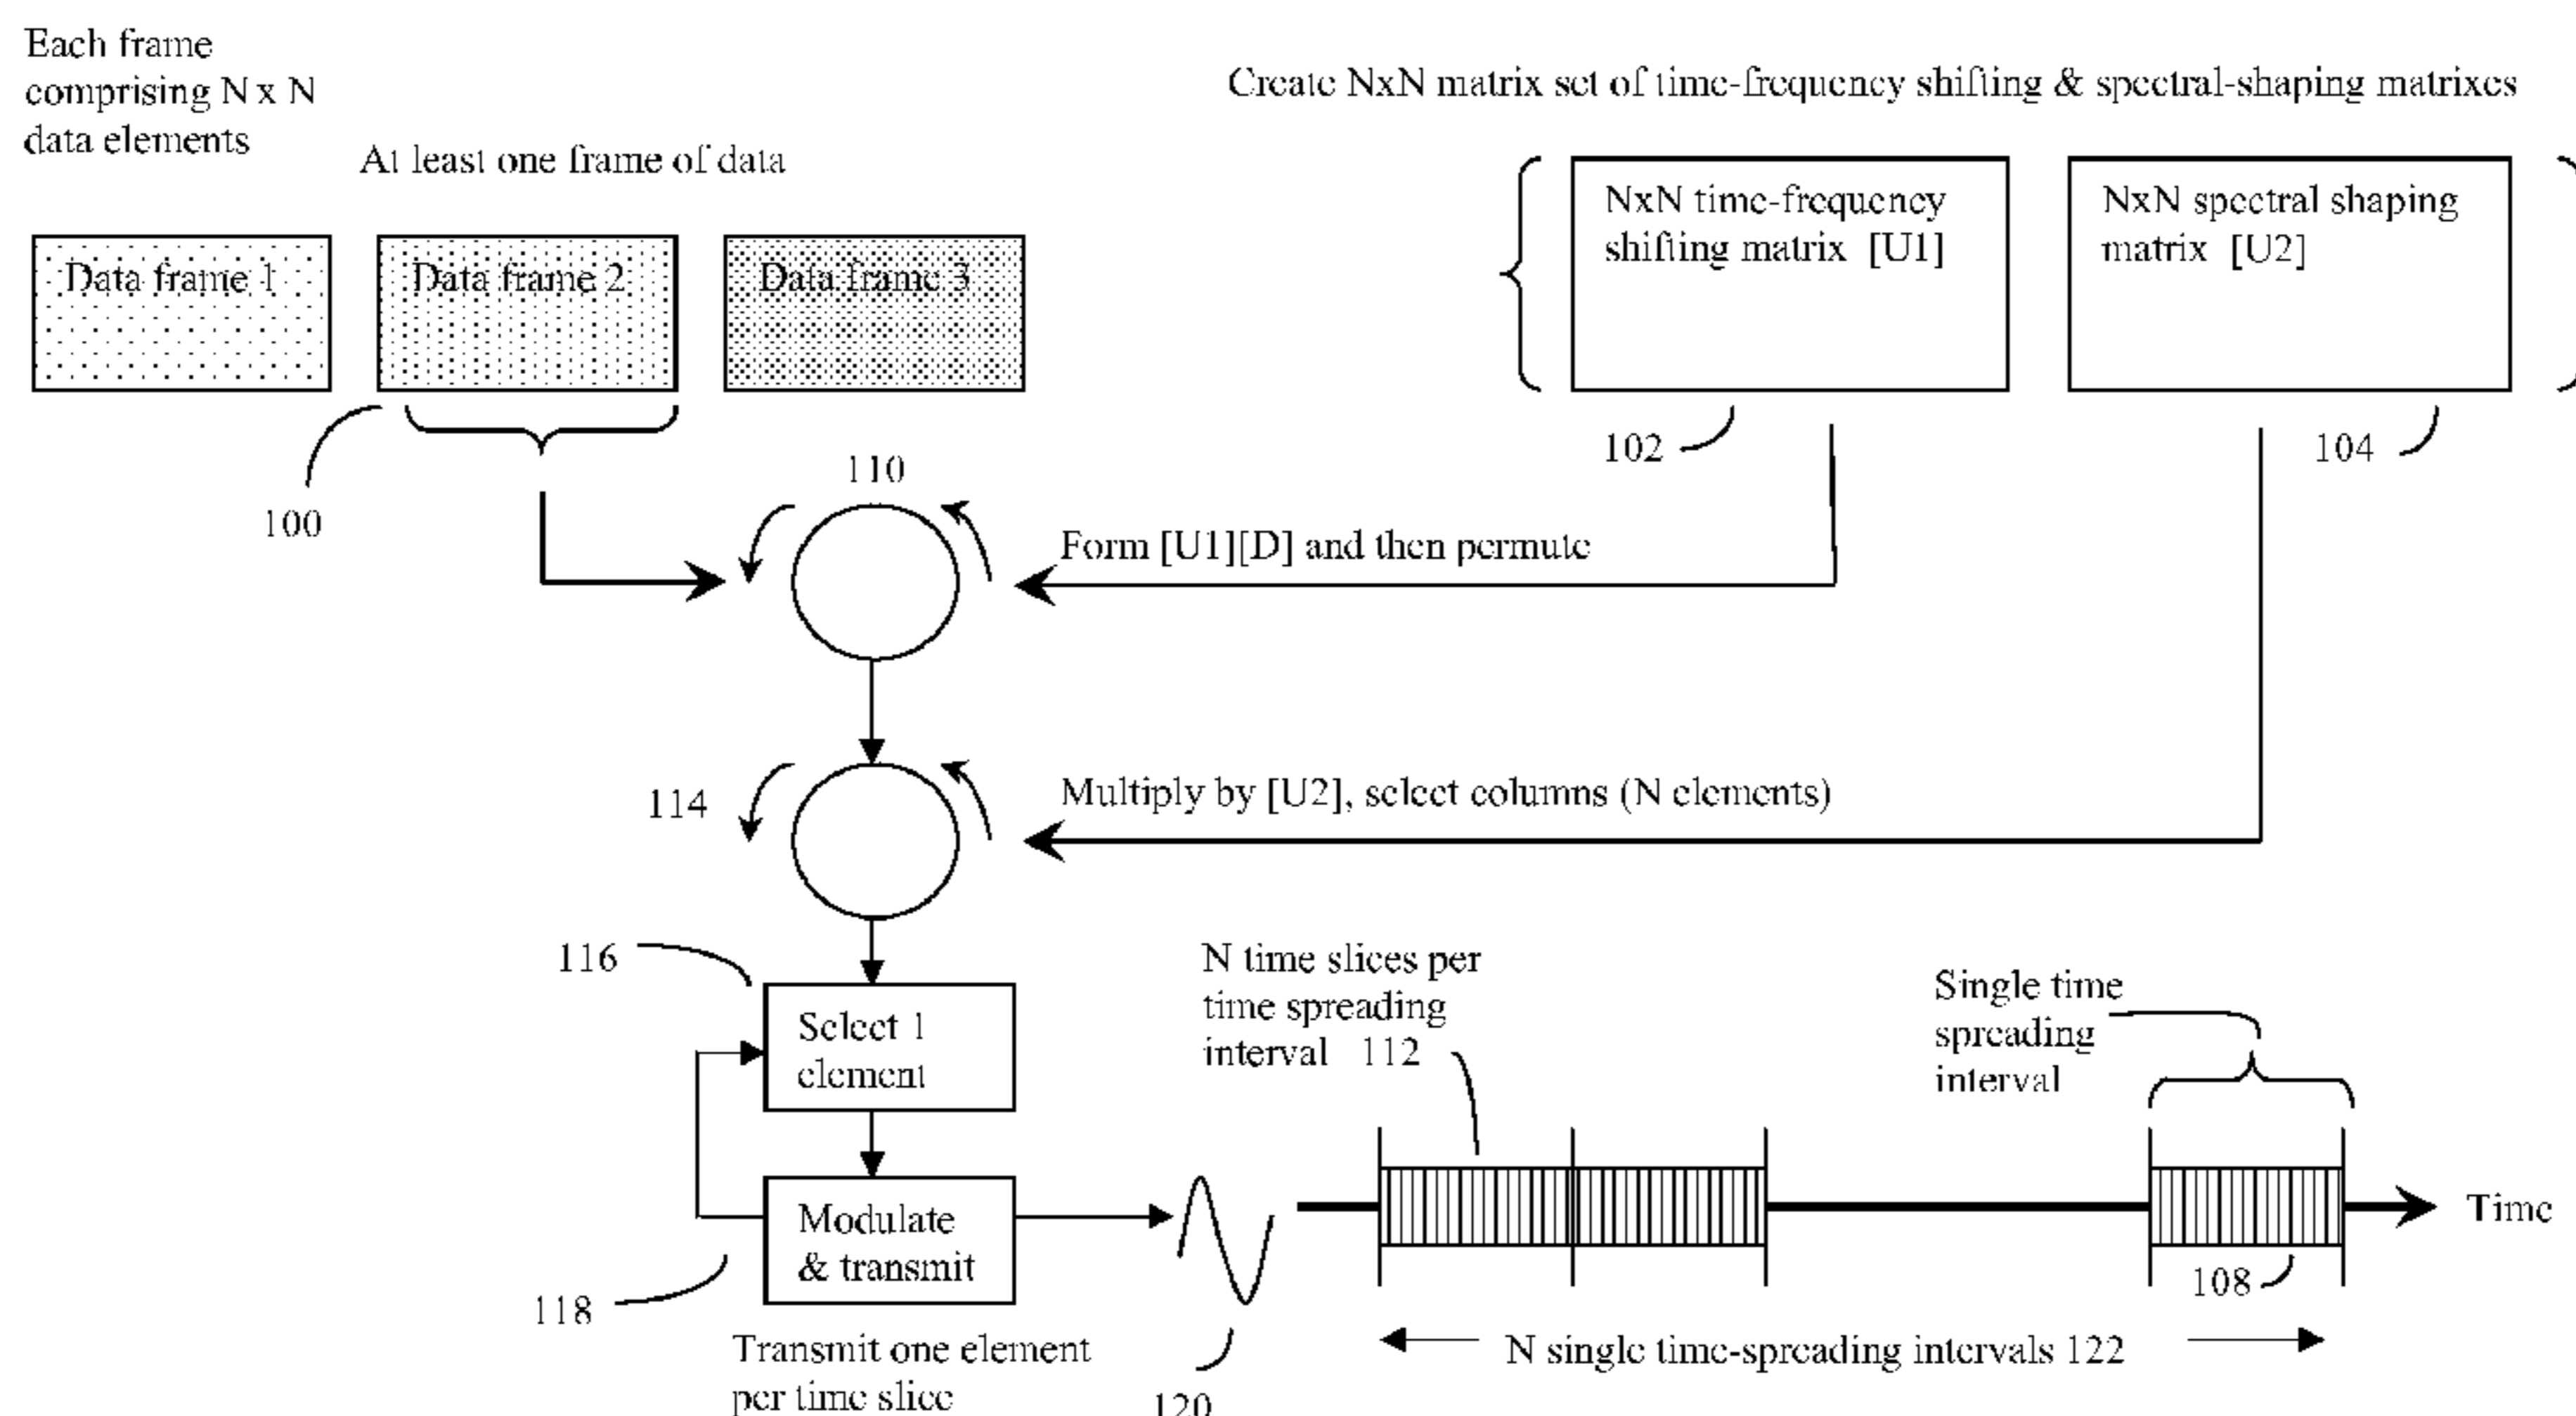 Each frame
comprising N x N
data elements
At least one frame of data
Create NxN matrix set of time-frequency shifting & spectral-shaping matrixes
Data frame 1
Data frame 2
Data frame 3
NxN time-frequency
shifting matrix [U1]
NxN spectral shaping
matrix [U2]
100
102
104
110
Form [U1][D] and then permute
114
Multiply by [U2], select columns (N elements)
116
Select 1
element
N time slices per
time spreading
interval 112
Single time
spreading
interval
Modulate
& transmit
Time
118
108
Transmit one element
per time slice
120
N single time-spreading intervals 122